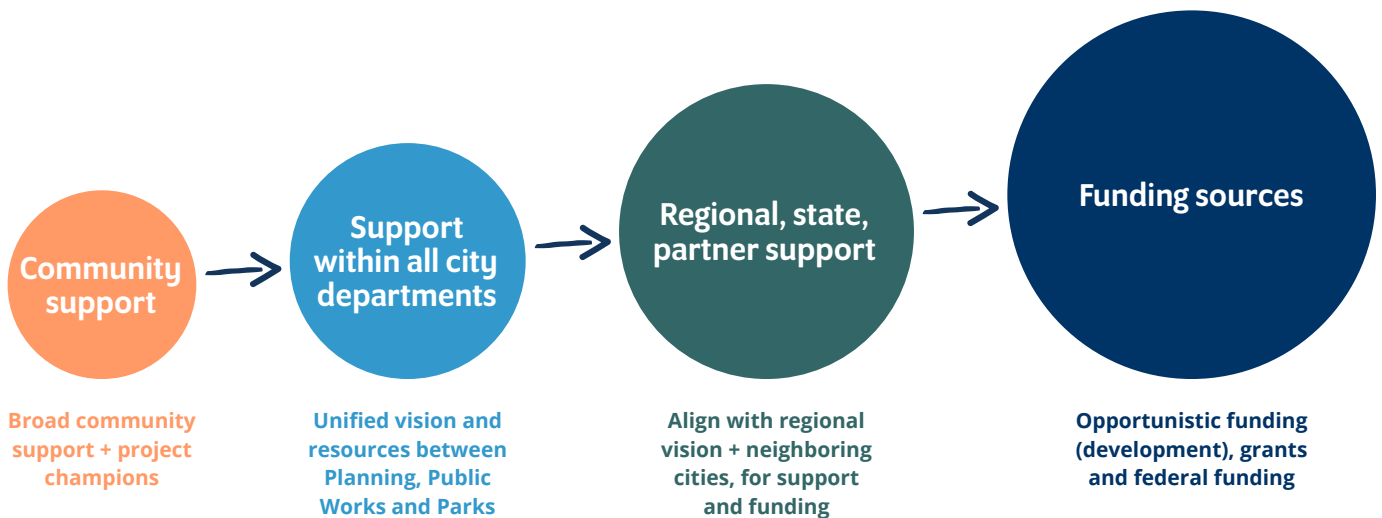 Community
support
Support
within all city
departments
Regional, state,
partner support
Funding sources
Broad community
support + project
champions
Unified vision and
resources between
Planning, Public
Works and Parks
Align with regional
vision + neighboring
cities, for support
and funding
Opportunistic funding
(development), grants
and federal funding